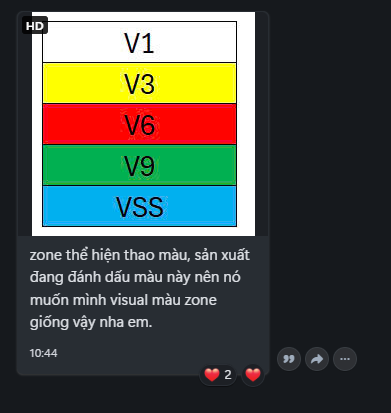 HD
V1
V3
V6
V9
VSS
zone thể hiện thao màu, sản xuất
đang đánh dấu màu này nên nó
muốn mình visual màu zone
giống vậy nha em.
10:44
2